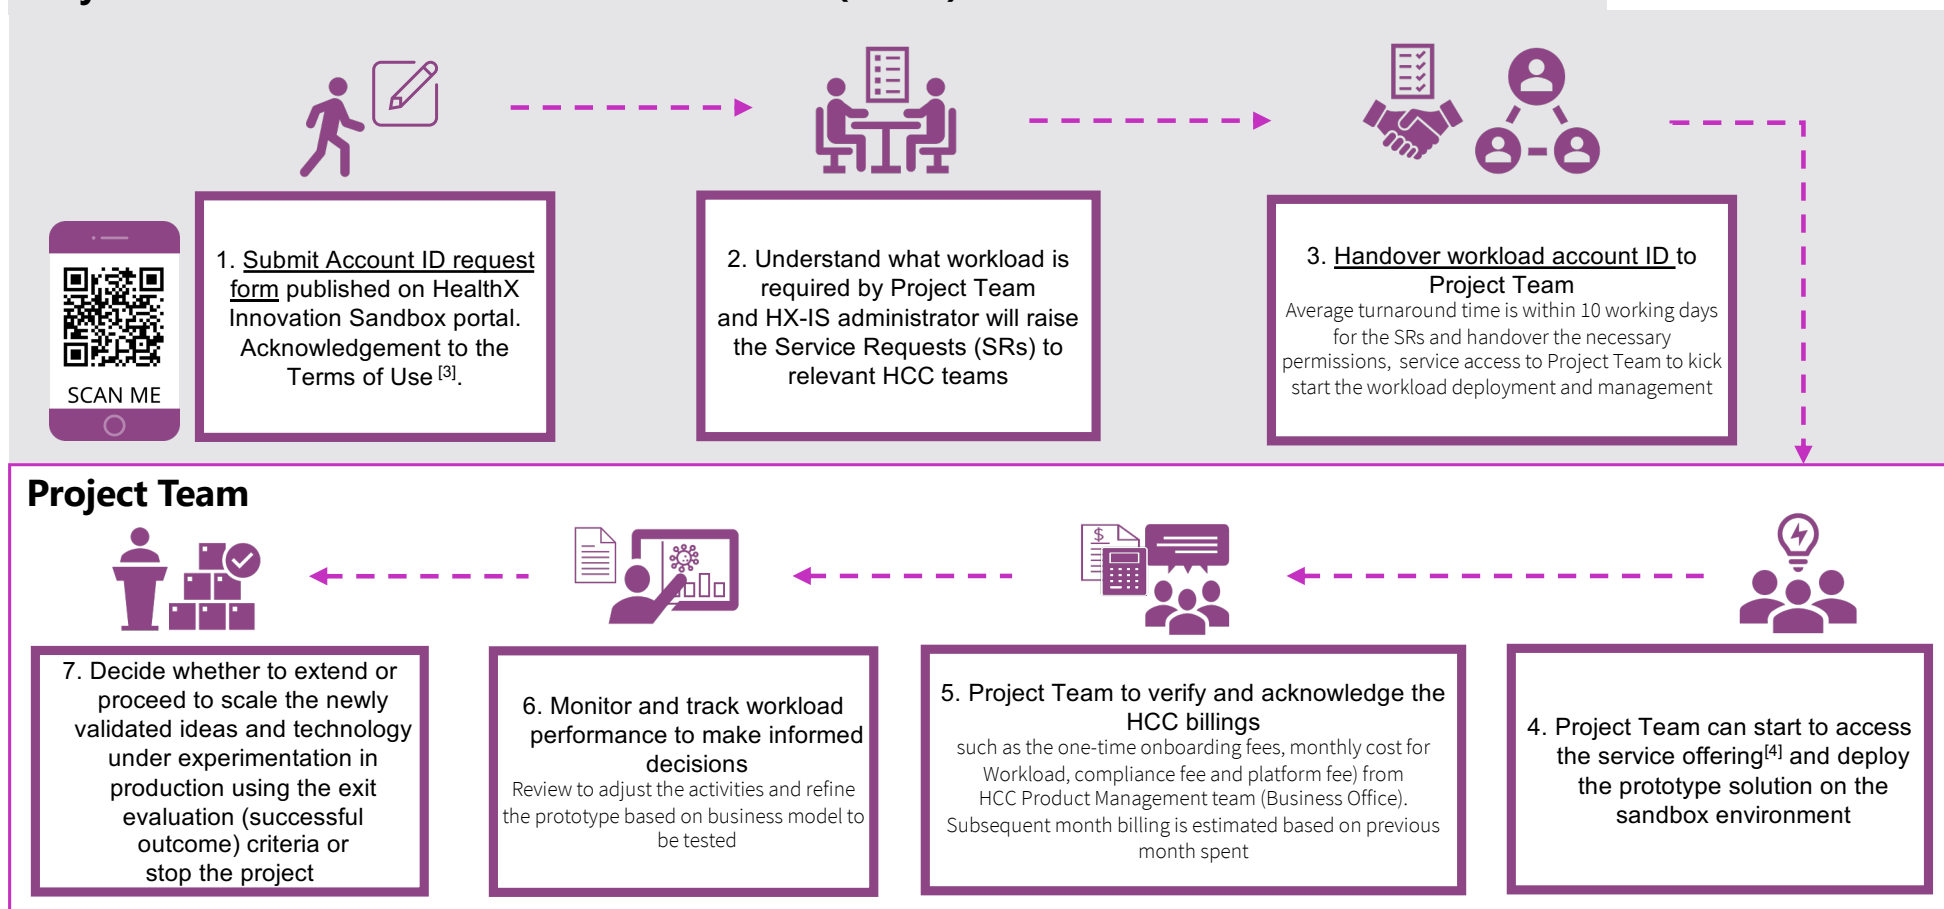 SCAN ME
1. Submit Account ID request
form published on HealthX
Innovation Sandbox portal.
Acknowledgement to the
Terms of Use [3].
2. Understand what workload is
required by Project Team
and HX-IS administrator will raise
the Service Requests (SRs) to
relevant HCC teams
3. Handover workload account ID to
Project Team
Average turnaround time is within 10 working days
for the SRs and handover the necessary
permissions, service access to Project Team to kick
start the workload deployment and management
Project Team
7. Decide whether to extend or
proceed to scale the newly
validated ideas and technology
under experimentation in
production using the exit
evaluation (successful
outcome) criteria or
stop the project
6. Monitor and track workload
performance to make informed
decisions
Review to adjust the activities and refine
the prototype based on business model to
be tested
$
5. Project Team to verify and acknowledge the
HCC billings
such as the one-time onboarding fees, monthly cost for
Workload, compliance fee and platform fee) from
HCC Product Management team (Business Office).
Subsequent month billing is estimated based on previous
month spent
4. Project Team can start to access
the service offering[4] and deploy
the prototype solution on the
sandbox environment